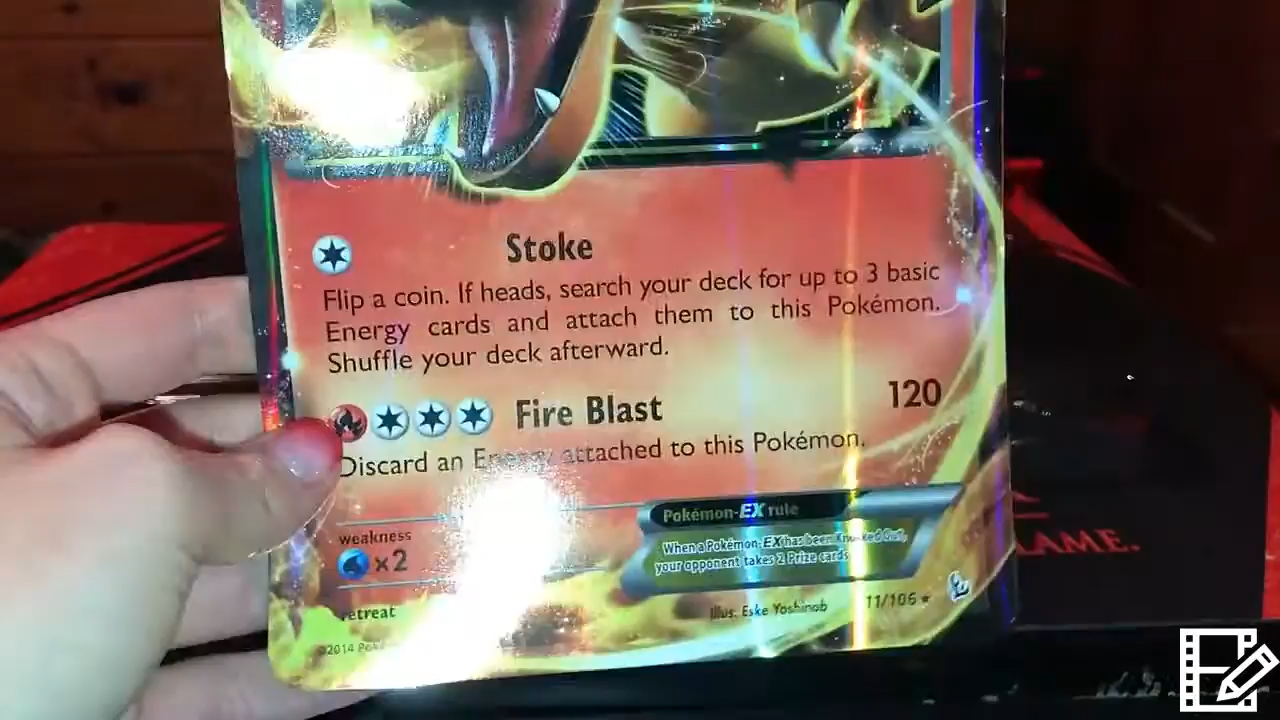 Stoke
Flip a coin. If heads, search your deck for up to 3 basic
Energy cards and attach them to this Pokémon.
Shuffle your deck afterward.
Fire Blast 120
Discard an Energy attached to this Pokémon.
weakness
×2
Pokémon-EX rule
When a Pokémon-EX has been Knocked Out,
your opponent takes 2 Prize cards
retreat
Illus. Eske Yoshinob
11/106
©2014
LAME.